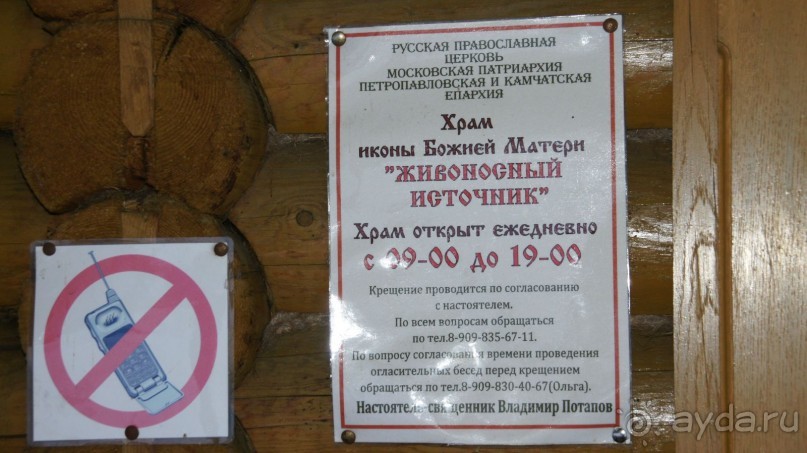 РУССКАЯ ПРАВОСЛАВНАЯ
ЦЕРКОВЬ
МОСКОВСКАЯ ПАТРИАРХИЯ
ПЕТРОПАВЛОВСКАЯ И КАМЧАТСКАЯ
ЕПАРХИЯ
Храм
иконы Божией Матери
"ЖИВОНОСНЫЙ
ИСТОЧНИК"
Храм открыт ежедневно
с 09-00 до 19-00
Крещение проводится по согласованию
с настоятелем.
По всем вопросам обращаться
по тел.8-909-835-67-11.
По вопросу согласования времени проведения
огласительных бесед перед крещением
обращаться по тел.8-909-830-40-67(Ольга).
Настоятель-священник Владимир Потапов
ayda.ru